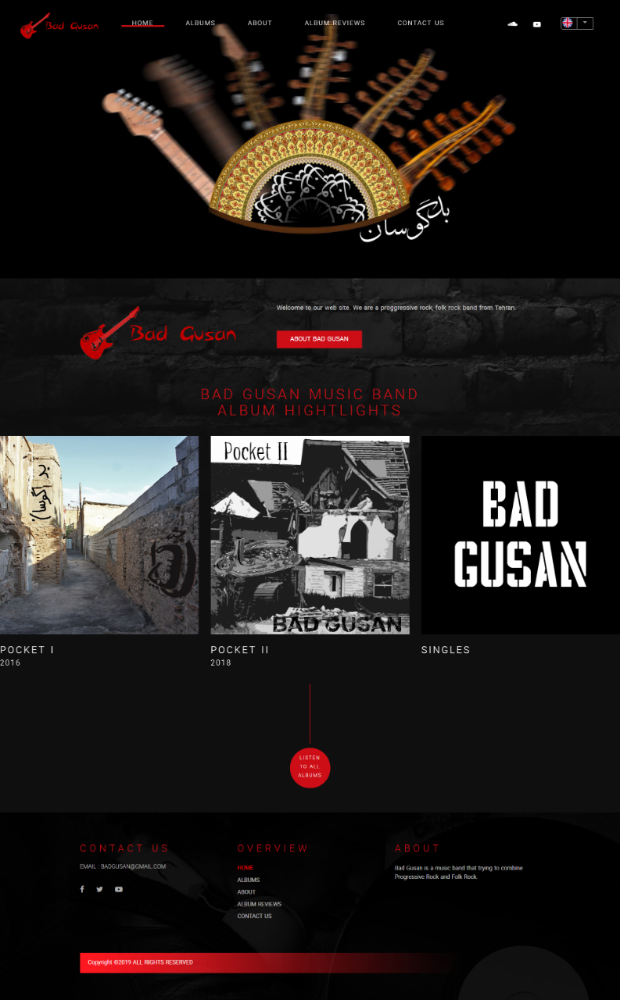 Bad Gusan
HOME
ALBUMS
ABOUT
ALBUM REVIEWS
CONTACT US
بدگوسان
Bad Gusan
Welcome to our web site. We are a proggressive rock, folk rock band from Tehran.
ABOUT BAD GUSAN
BAD GUSAN MUSIC BAND
ALBUM HIGHTLIGHTS
بد گوسان
Pocket II
BAD GUSAN
BAD
GUSAN
POCKET I
2016
POCKET II
2018
SINGLES
LISTEN
TO ALL
ALBUMS
CONTACT US
EMAIL : BADGUSAN@GMAIL.COM
OVERVIEW
HOME
ALBUMS
ABOUT
ALBUM REVIEWS
CONTACT US
ABOUT
Bad Gusan is a music band that trying to combine
Progressive Rock and Folk Rock.
Copyright ©2019 ALL RIGHTS RESERVED